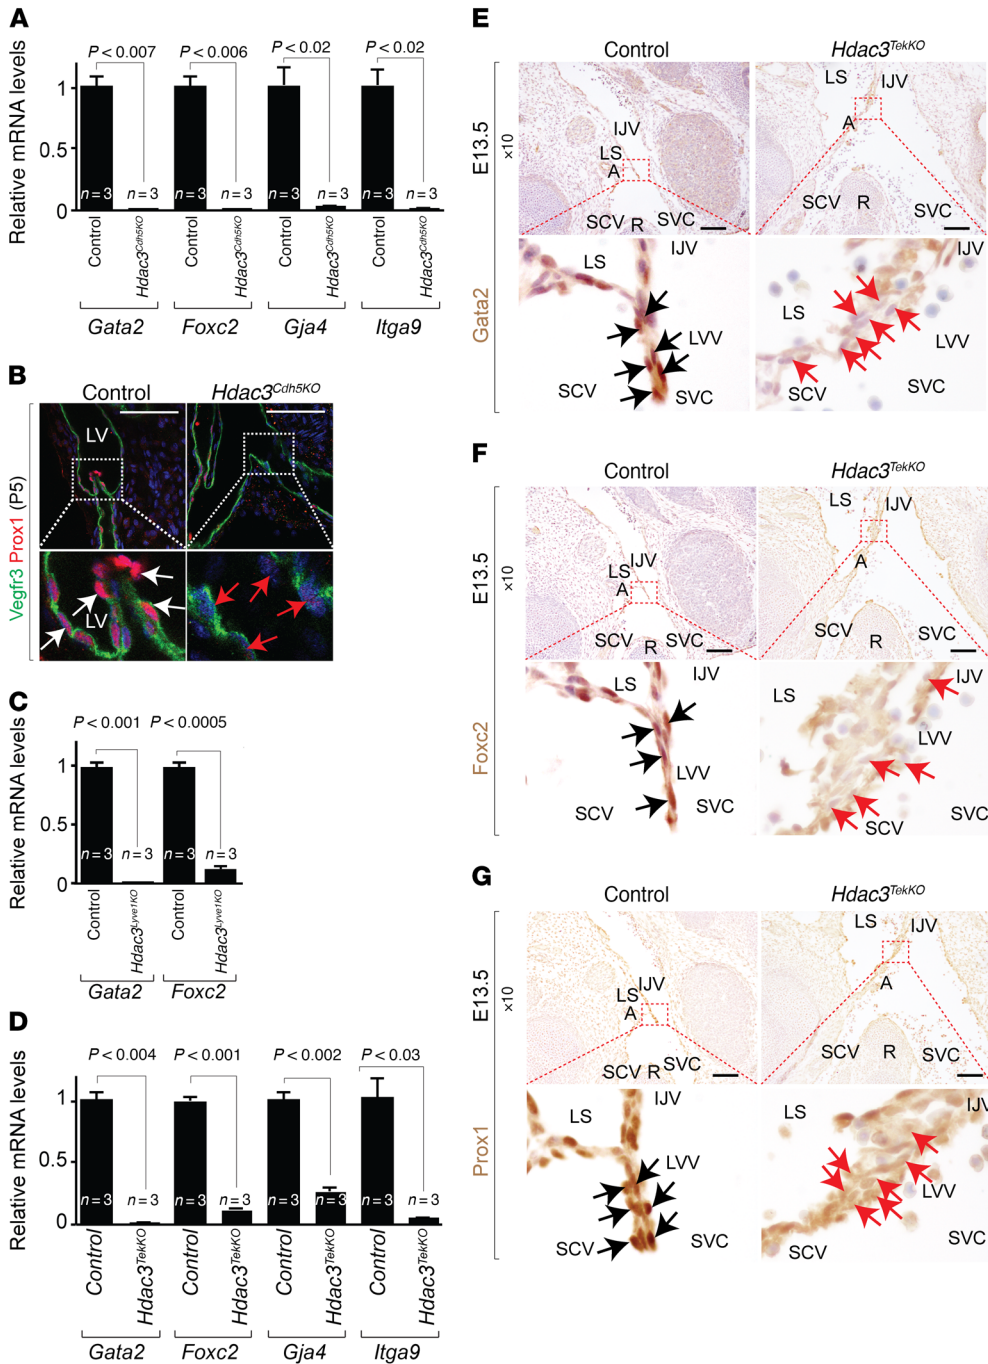 A
Relative mRNA levels
P < 0.007
P < 0.006
P < 0.02
P < 0.02
1
0.5
0
n = 3
n = 3
n = 3
n = 3
n = 3
n = 3
n = 3
n = 3
Control
Hdac3Cdh5KO
Control
Hdac3Cdh5KO
Control
Hdac3Cdh5KO
Control
Hdac3Cdh5KO
Gata2
Foxc2
Gja4
Itga9
B
Control
Hdac3Cdh5KO
Vegfr3 Prox1 (P5)
LV
LV
C
Relative mRNA levels
P < 0.001
P < 0.0005
1
0.5
0
n = 3
n = 3
n = 3
n = 3
Control
Hdac3Lyve1KO
Control
Hdac3Lyve1KO
Gata2
Foxc2
D
Relative mRNA levels
P < 0.004
P < 0.001
P < 0.002
P < 0.03
1
0.5
0
n = 3
n = 3
n = 3
n = 3
n = 3
n = 3
n = 3
n = 3
Control
Hdac3TekKO
Control
Hdac3TekKO
Control
Hdac3TekKO
Control
Hdac3TekKO
Gata2
Foxc2
Gja4
Itga9
E
Control
Hdac3TekKO
E13.5
×10
IJV
LS
A
SCV
R
SVC
LS
IJV
A
SCV
R
SVC
Gata2
LS
IJV
LVV
SCV
SVC
IJV
LS
LVV
SCV
SVC
F
Control
Hdac3TekKO
E13.5
×10
IJV
LS
A
SCV
R
SVC
LS
IJV
A
SCV
R
SVC
Foxc2
LS
IJV
LVV
SCV
SVC
LS
IJV
LVV
SCV
SVC
G
Control
Hdac3TekKO
E13.5
×10
LS
IJV
A
SCV
R
SVC
LS
IJV
A
SCV
R
SVC
Prox1
LS
IJV
LVV
SCV
SVC
LS
IJV
LVV
SCV
SVC